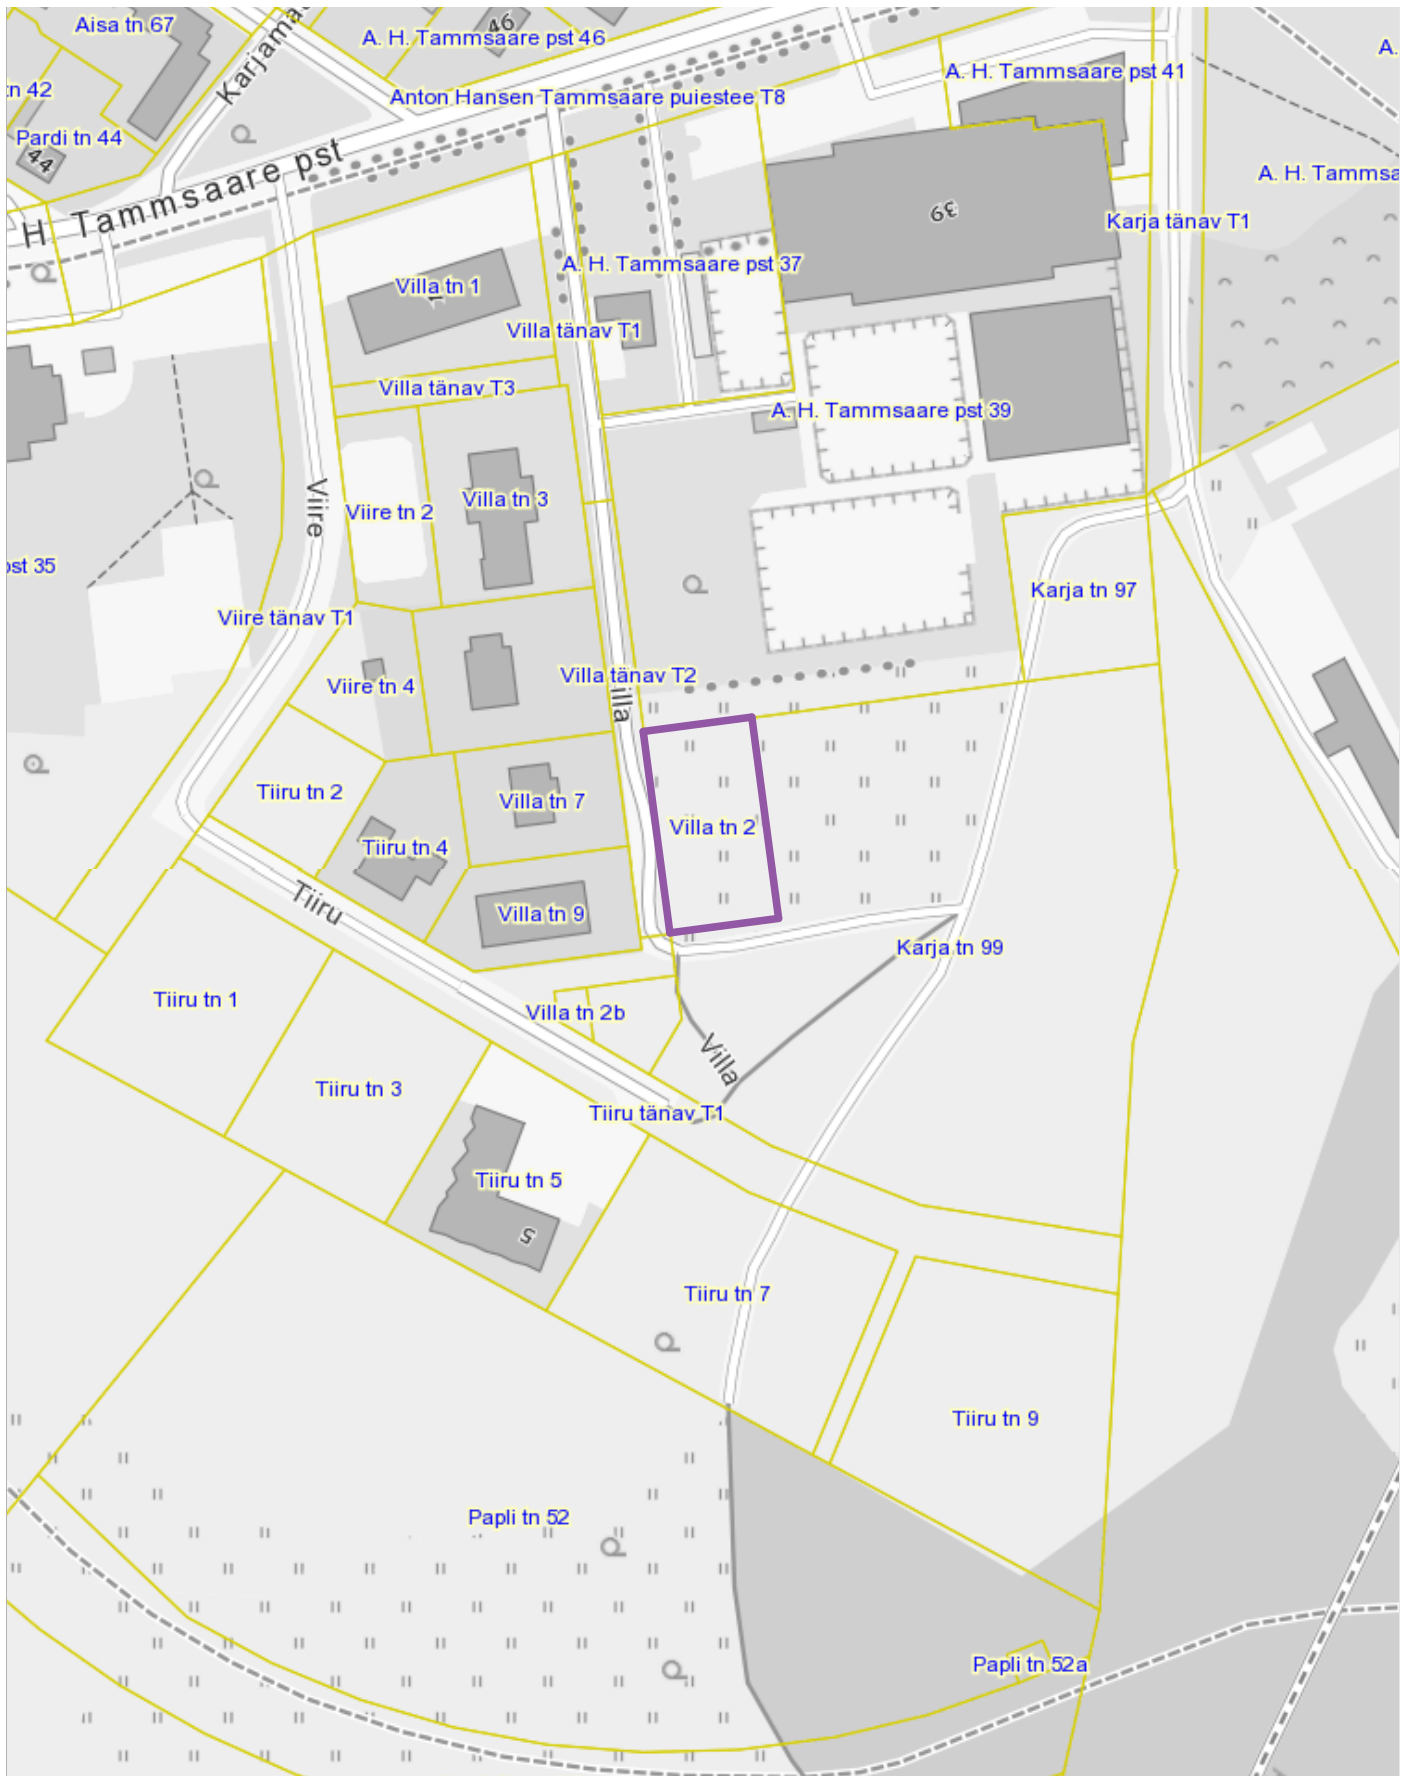 Aisa tn 67
46
A. H. Tammsaare pst 46
A.
A. H. Tammsaare pst 41
tn 42
Anton Hansen Tammsaare puiestee T8
Pardi tn 44
44
H. Tammsaare pst
A. H. Tammsa
39
Karja tänav T1
A. H. Tammsaare pst 37
Villa tn 1
Villa tänav T1
Villa tänav T3
A. H. Tammsaare pst 39
Viire
Villa tn 3
Viire tn 2
pst 35
Karja tn 97
Viire tänav T1
Villa tänav T2
Viire tn 4
Villa
Tiiru tn 2
Villa tn 7
Villa tn 2
Tiiru tn 4
Tiiru
Villa tn 9
Karja tn 99
Tiiru tn 1
Villa tn 2b
Villa
Tiiru tn 3
Tiiru tänav T1
Tiiru tn 5
5
Tiiru tn 7
Tiiru tn 9
Papli tn 52
Papli tn 52a